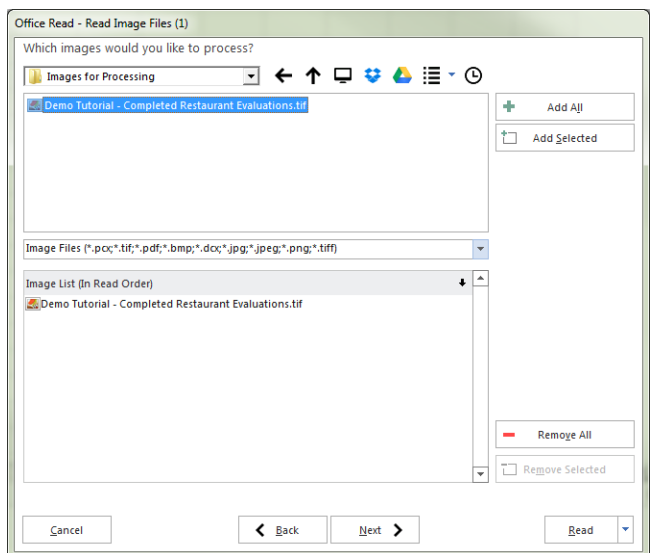 Office Read - Read Image Files (1)
Which images would you like to process?
Images for Processing
Demo Tutorial - Completed Restaurant Evaluations.tif
Add All
Add Selected
Image Files (*.pcx;*.tif;*.pdf;*.bmp;*.dcx;*.jpg;*.jpeg;*.png;*.tiff)
Image List (In Read Order)
Demo Tutorial - Completed Restaurant Evaluations.tif
Remove All
Remove Selected
Cancel
Back
Next
Read